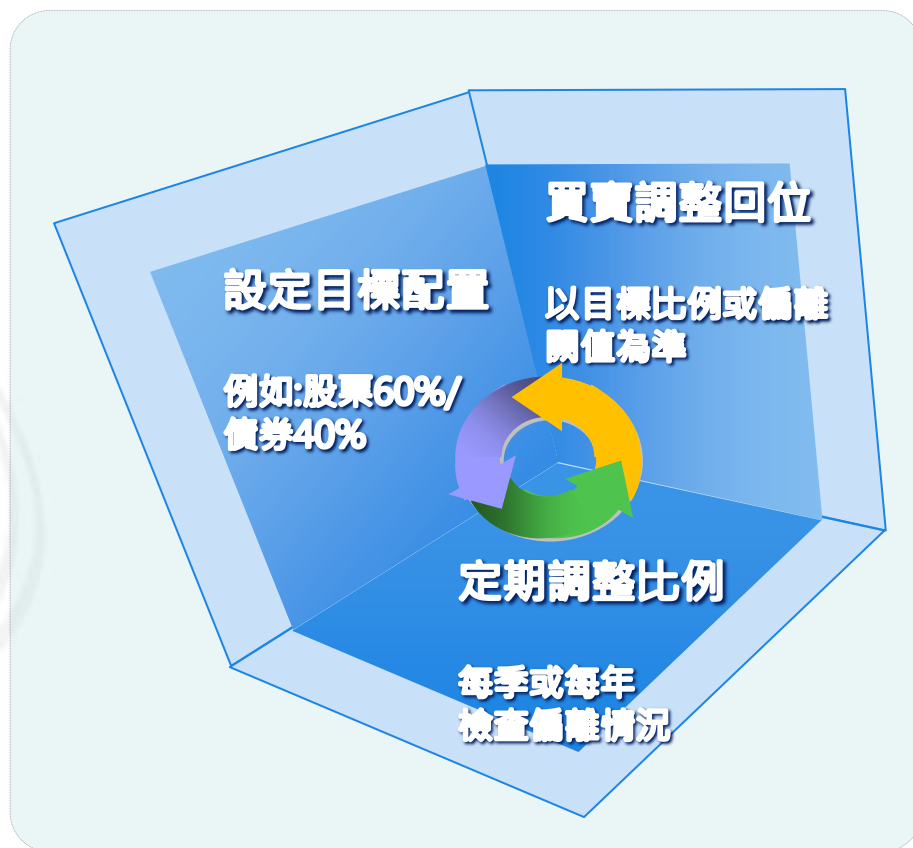 設定目標配置
例如:股票60%/
債券40%
買賣調整回位
以目標比例或偏離
閾值為準
定期調整比例
每季或每年
檢查偏離情況